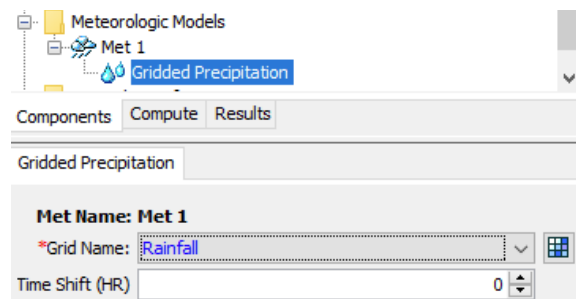 Meteorologic Models
Met 1
Gridded Precipitation
Components Compute Results
Gridded Precipitation
Met Name: Met 1
*Grid Name: Rainfall
Time Shift (HR) 0